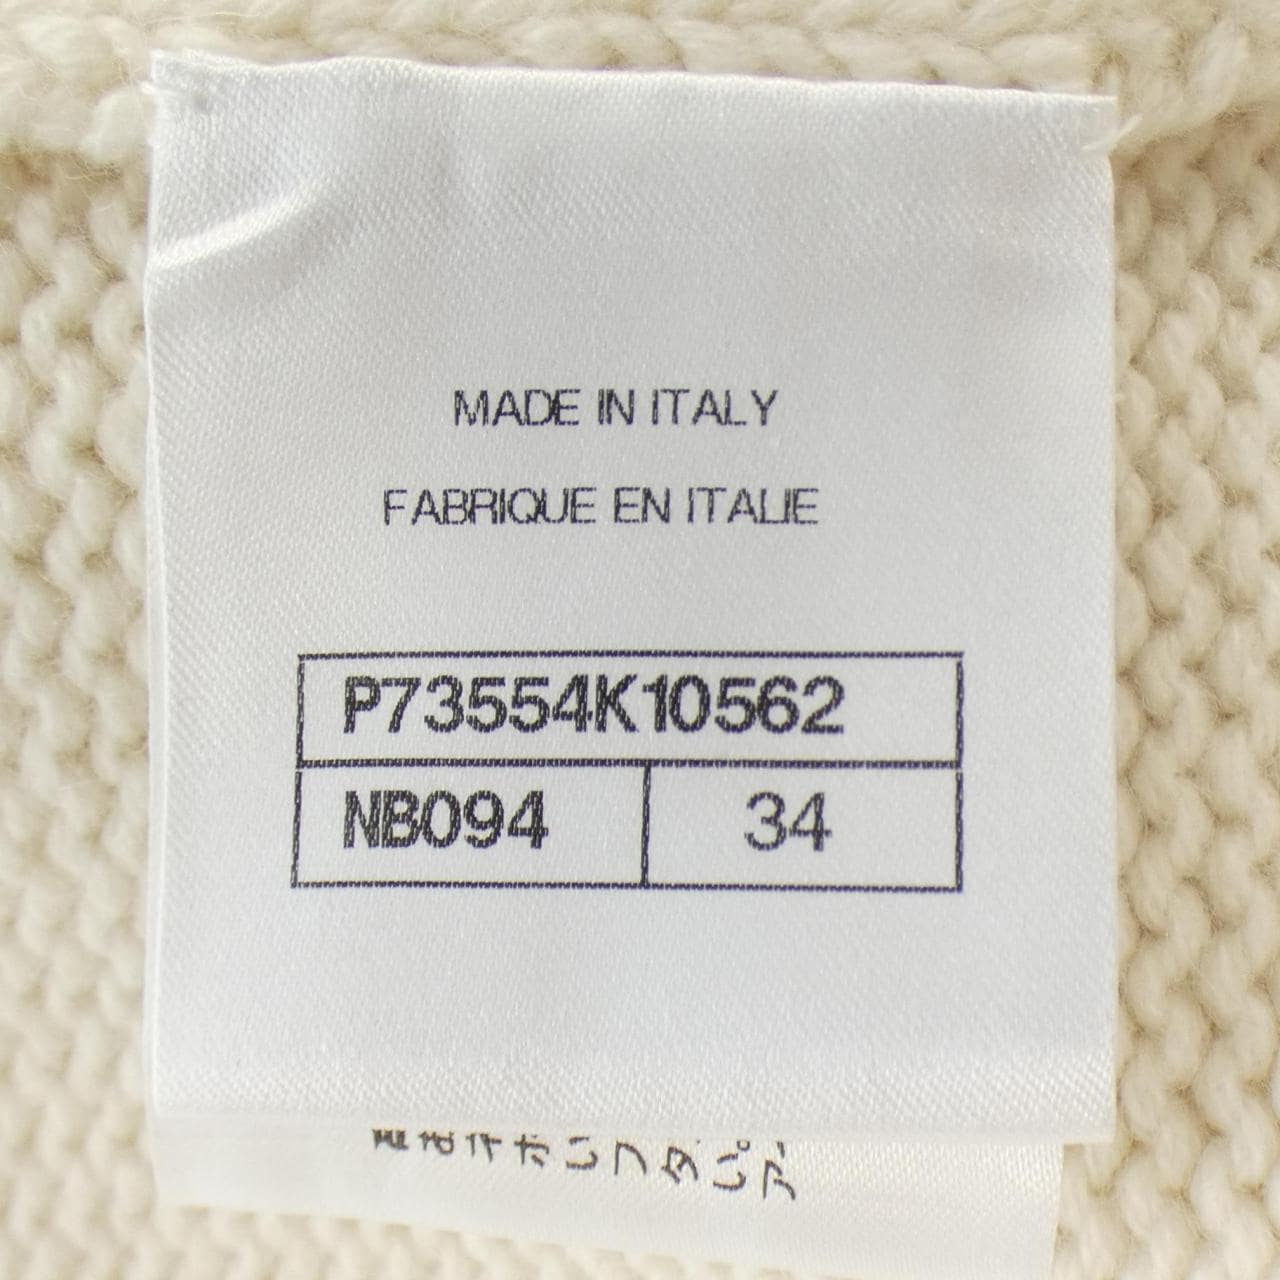 MADE IN ITALY
FABRIQUE EN ITALIE
P73554K10562
NB094 34